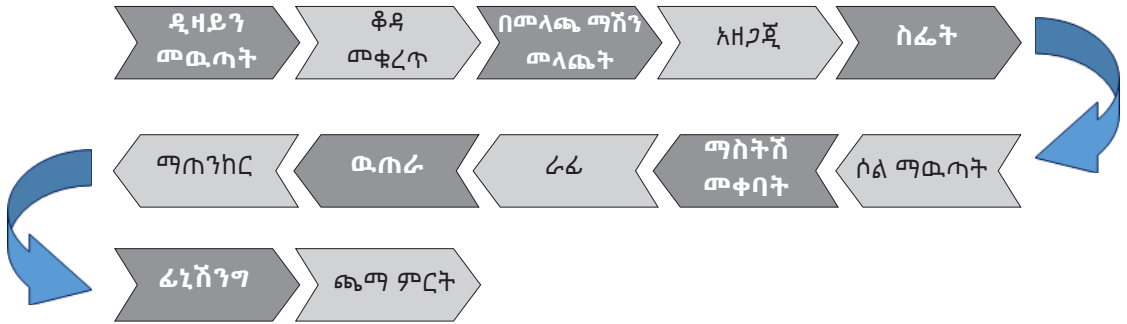 ዲዛይን
መዉጣት
ቆዳ
መቁረጥ
በመላጫ ማሽን
መላጨት
አዘጋጂ
ስፌት
ሶል ማዉጣት
ማስትሽ
መቀባት
ራፊ
ዉጠራ
ማጠንከር
ፊኒሽንግ
ጫማ ምርት